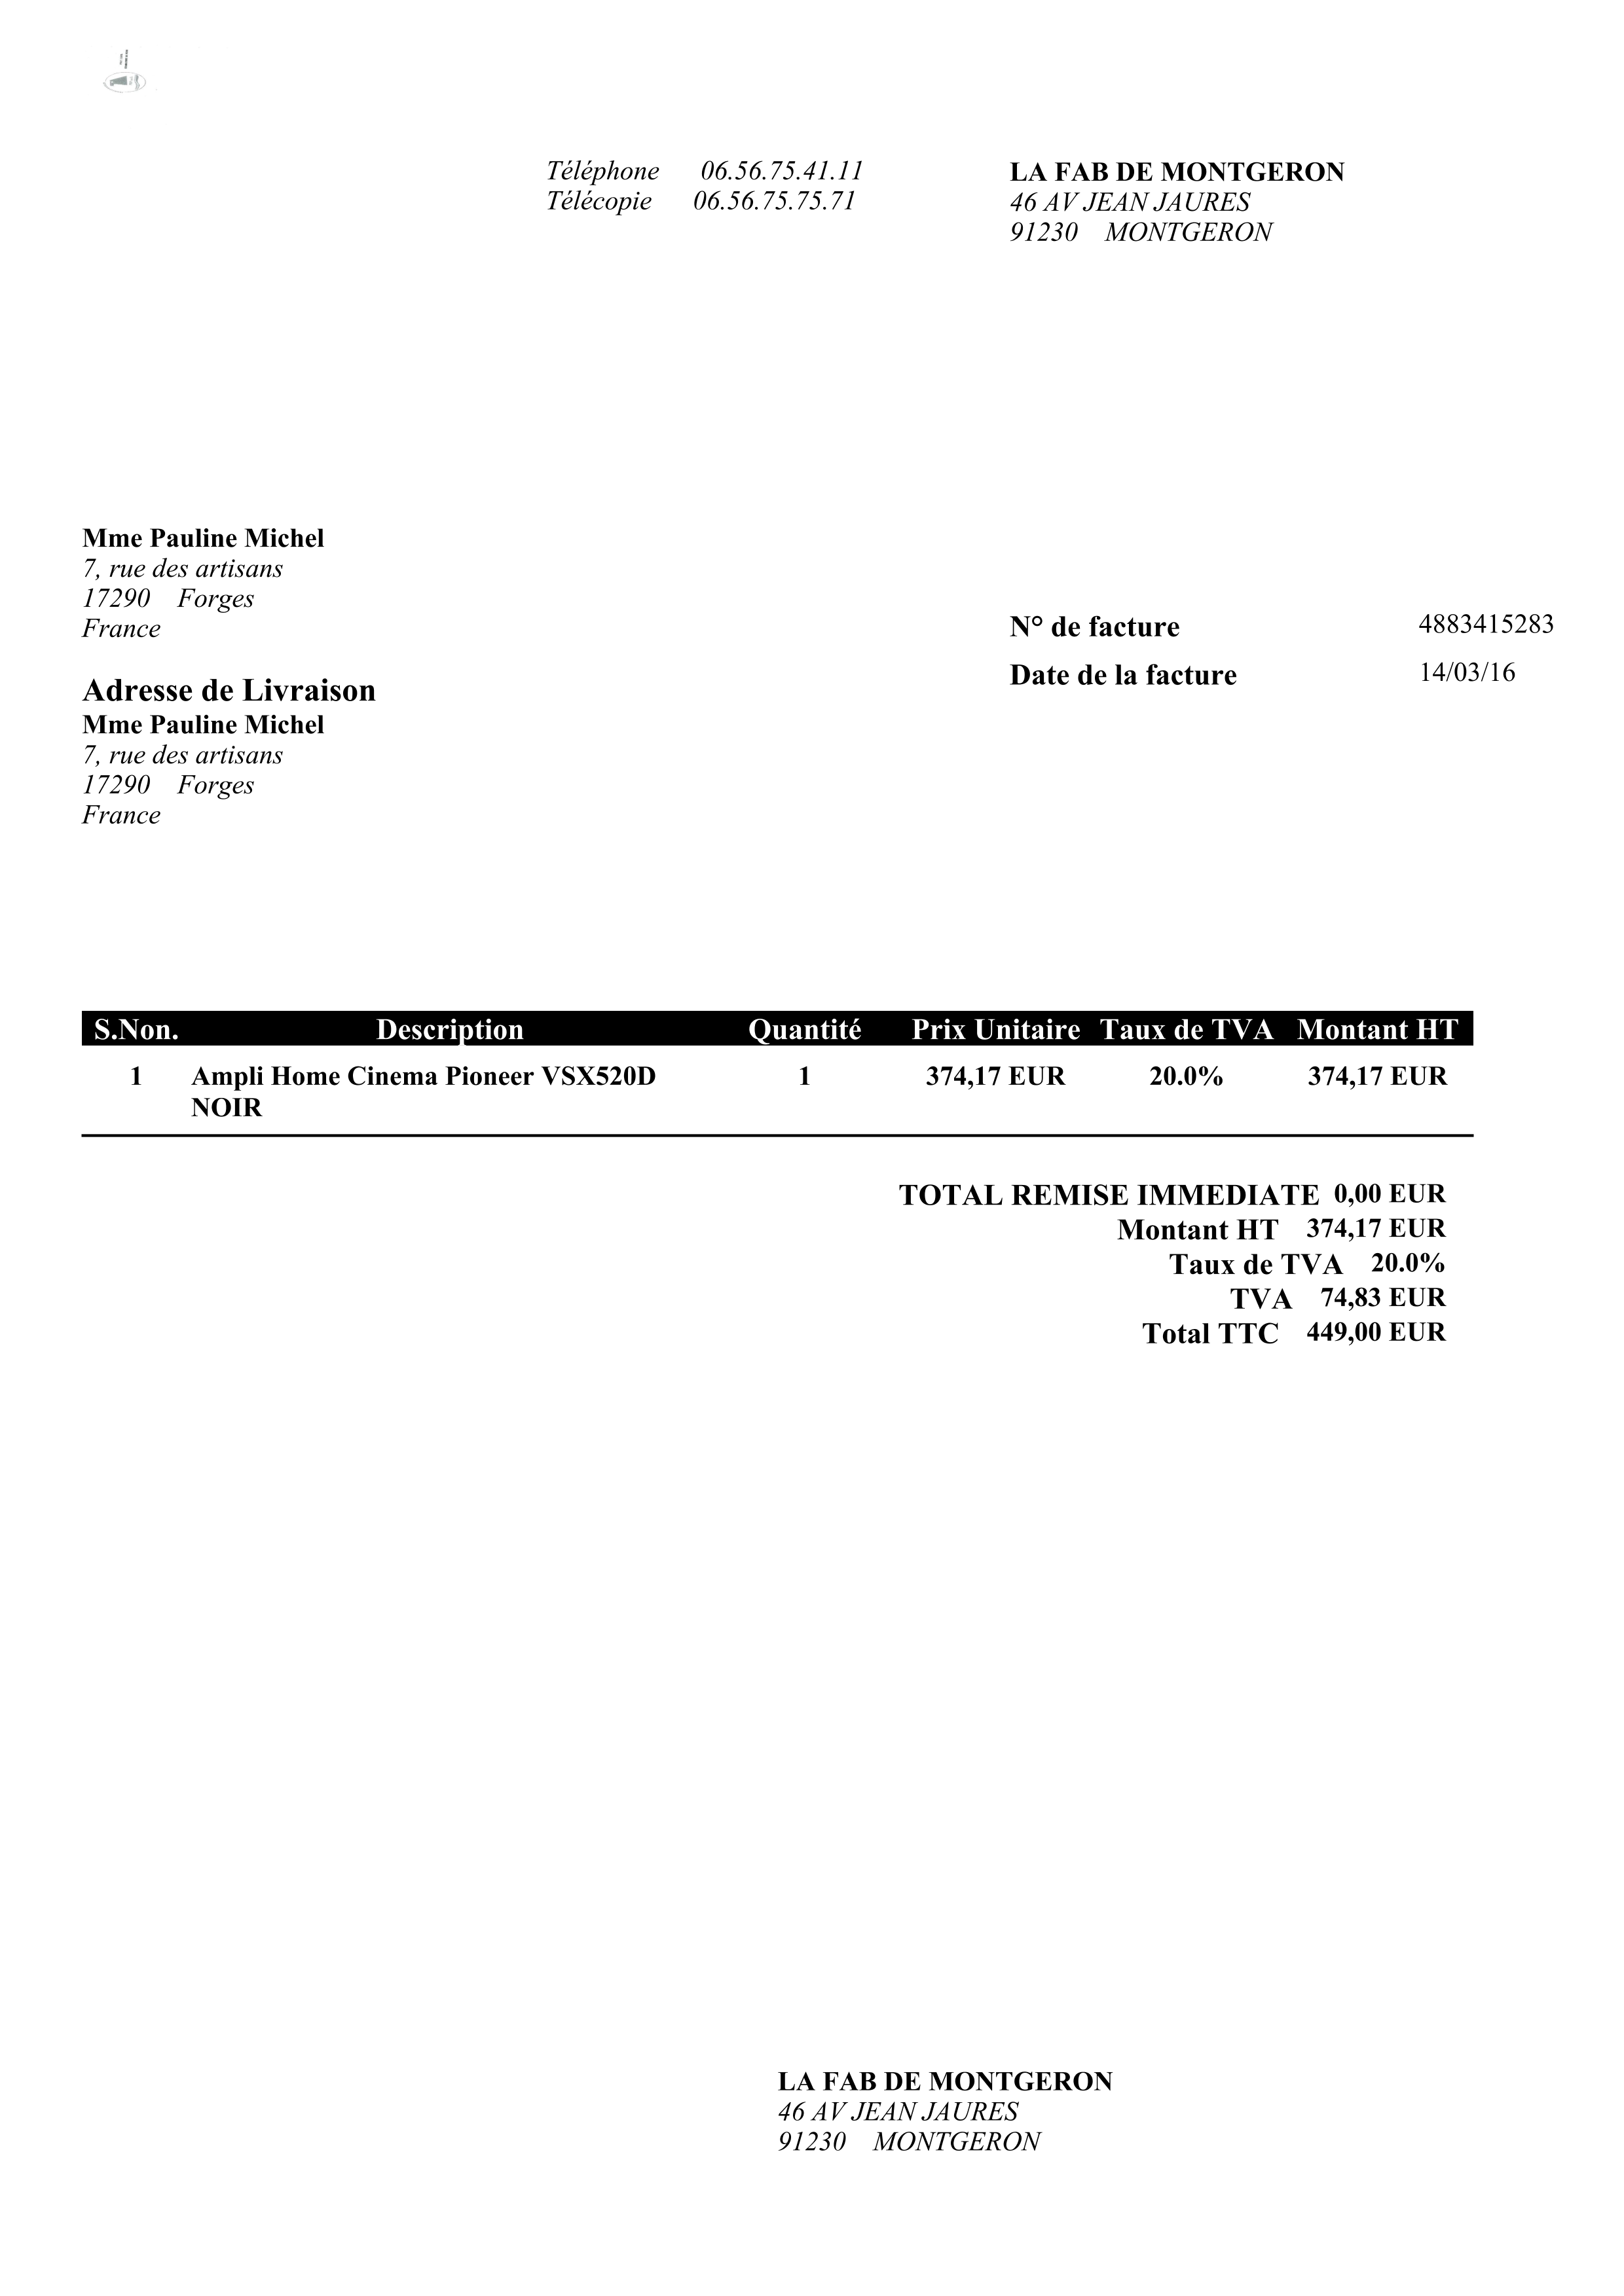 Téléphone 06.56.75.41.11
Télécopie 06.56.75.75.71
LA FAB DE MONTGERON
46 AV JEAN JAURES
91230 MONTGERON
Mme Pauline Michel
7, rue des artisans
17290 Forges
France
N° de facture 4883415283
Date de la facture 14/03/16
Adresse de Livraison
Mme Pauline Michel
7, rue des artisans
17290 Forges
France
S.Non. Description Quantité Prix Unitaire Taux de TVA Montant HT
1 Ampli Home Cinema Pioneer VSX520D 1 374,17 EUR 20.0% 374,17 EUR
NOIR
TOTAL REMISE IMMEDIATE 0,00 EUR
Montant HT 374,17 EUR
Taux de TVA 20.0%
TVA 74,83 EUR
Total TTC 449,00 EUR
LA FAB DE MONTGERON
46 AV JEAN JAURES
91230 MONTGERON